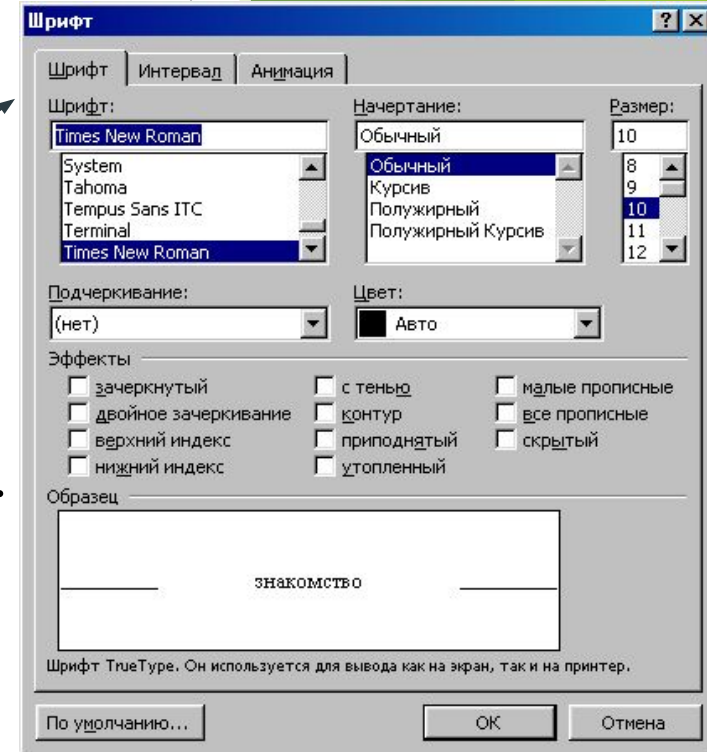 Шрифт
Шрифт Интервал Анимация
Шрифт: Начертание: Размер:
Times New Roman Обычный 10
System Обычный 8
Tahoma Курсив 9
Tempus Sans ITC Полужирный 10
Terminal Полужирный Курсив 11
Times New Roman 12
Подчеркивание: Цвет:
(нет) Авто
Эффекты
зачеркнутый с тенью малые прописные
двойное зачеркивание контур все прописные
верхний индекс приподнятый скрытый
нижний индекс утопленный
Образец
знакомство
Шрифт TrueType. Он используется для вывода как на экран, так и на принтер.
По умолчанию... ОК Отмена